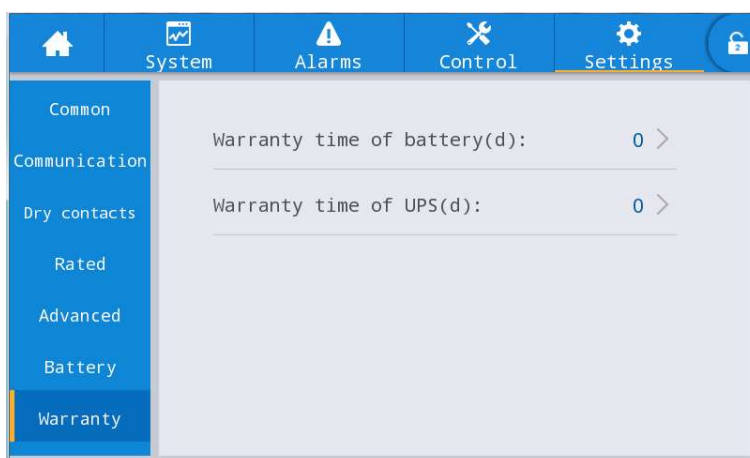 System Alarms Control Settings
2
Common
Communication
Dry contacts
Rated
Advanced
Battery
Warranty
Warranty time of battery(d): 0 >
Warranty time of UPS(d): 0 >